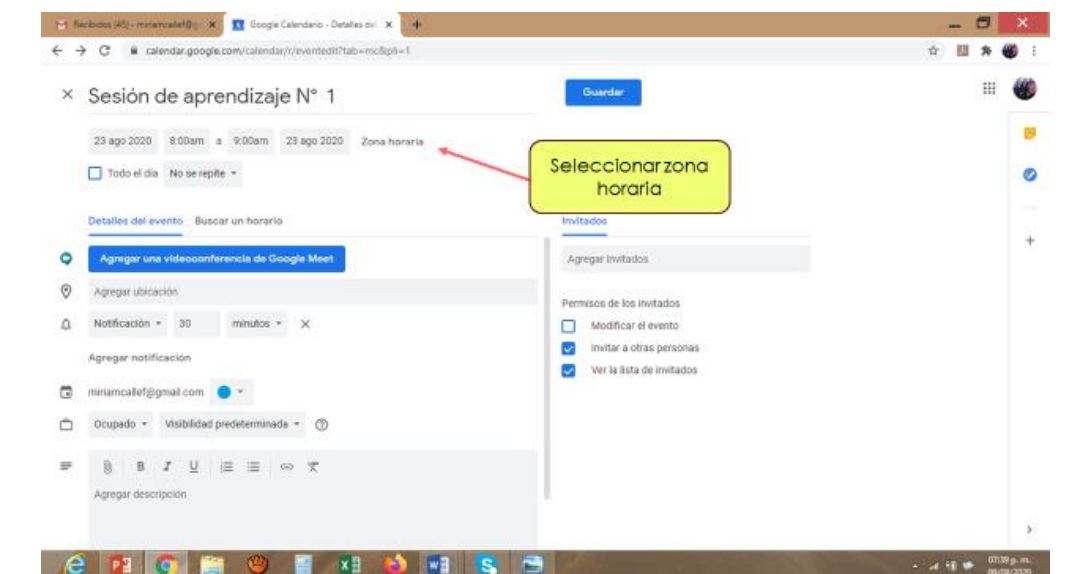 Recibidos (45) - miriamcallef@g
Google Calendario - Detalles de
calendar.google.com/calendar/r/eventedit?tab=mc&pli=1
Sesión de aprendizaje N° 1
Guardar
23 ago 2020 8:00am a 9:00am 23 ago 2020 Zona horaria
Seleccionar zona
horaria
Todo el día No se repite
Detalles del evento Buscar un horario
Invitados
Agregar una videoconferencia de Google Meet
Agregar invitados
Agregar ubicación
Permisos de los invitados
Notificación 30 minutos
Modificar el evento
Invitar a otras personas
Agregar notificación
Ver la lista de invitados
miriamcallef@gmail.com
Ocupado Visibilidad predeterminada
B I U
Agregar descripción
07:39 p. m.
09/08/2020